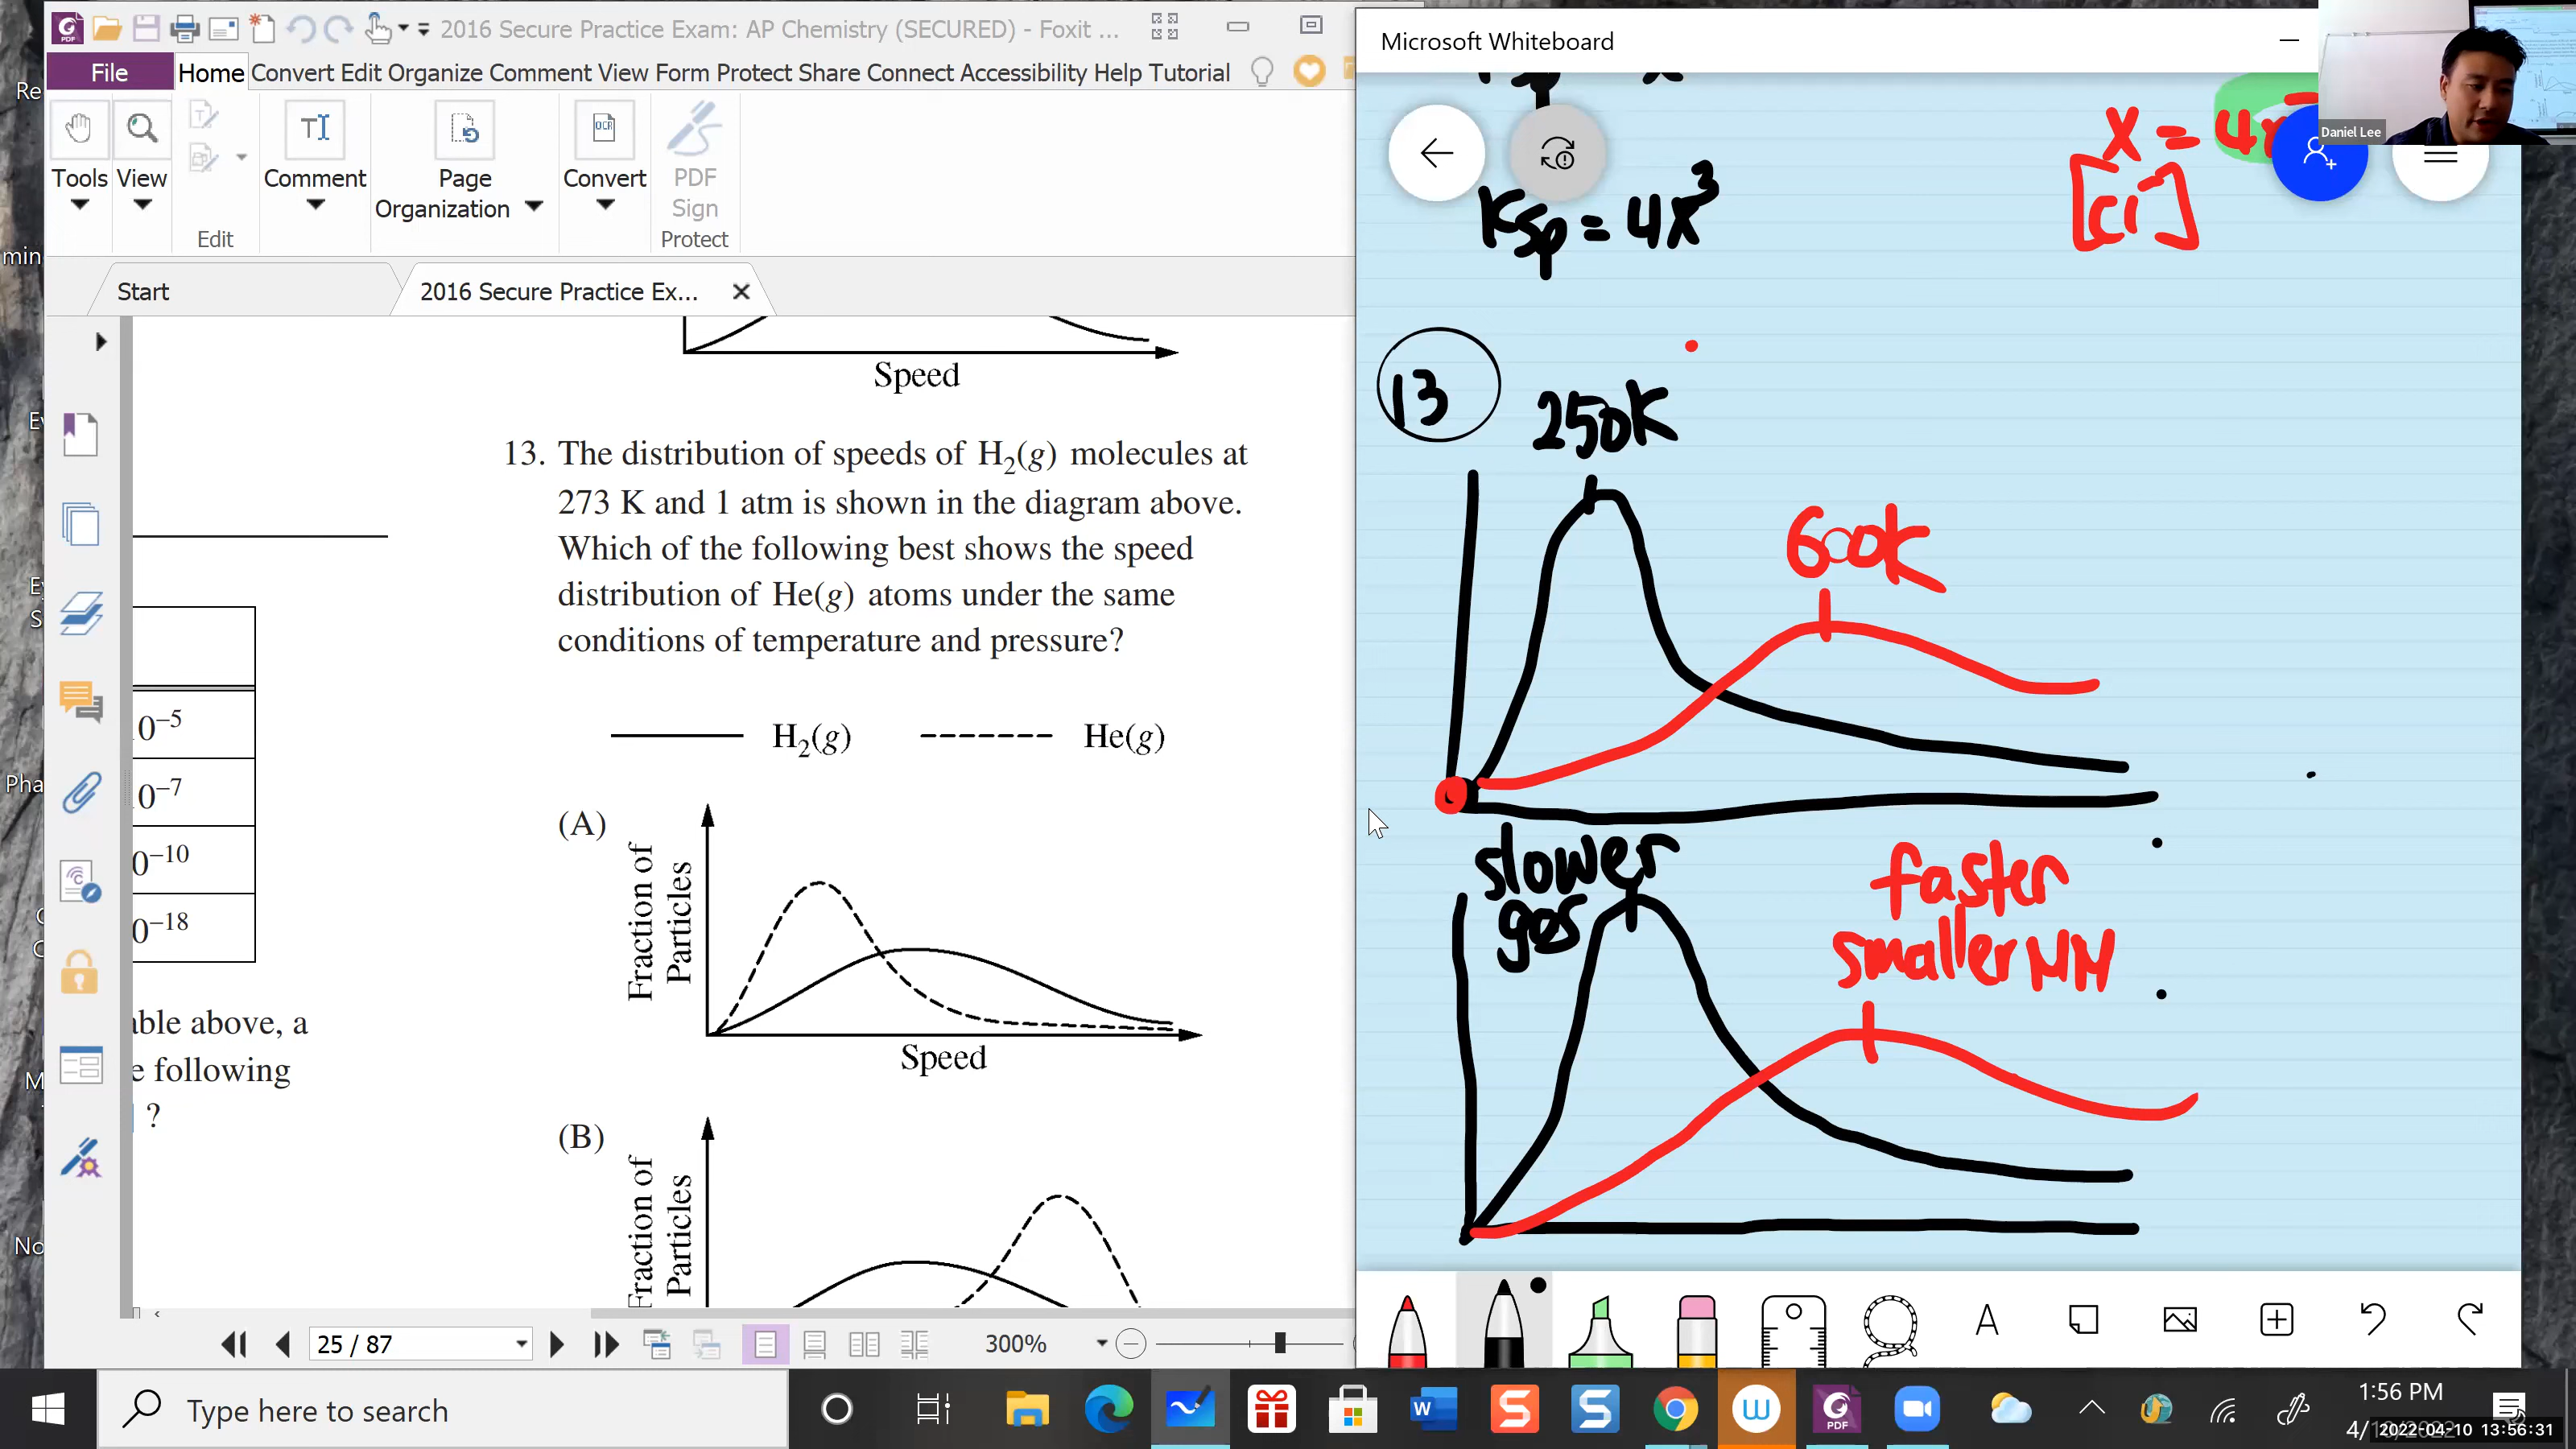 2016 Secure Practice Exam: AP Chemistry (SECURED) - Foxit ...
File Home Convert Edit Organize Comment View Form Protect Share Connect Accessibility Help Tutorial
Tools
View
Edit
Comment
Page
Organization
Convert
PDF
Sign
Protect
Start
2016 Secure Practice Ex...
Speed
13. The distribution of speeds of H₂(g) molecules at
273 K and 1 atm is shown in the diagram above.
Which of the following best shows the speed
distribution of He(g) atoms under the same
conditions of temperature and pressure?
H₂(g)
He(g)
(A)
Fraction of
Particles
Speed
(B)
Fraction of
Particles
0⁻⁵
0⁻⁷
0⁻¹⁰
0⁻¹⁸
able above, a
e following
?
25 / 87
300%
Microsoft Whiteboard
Daniel Lee
Ksp = 4x³
[Cl⁻]
13
250K
600K
slower
gas
faster
smaller MM
Type here to search
1:56 PM
2022-04-10 13:56:31